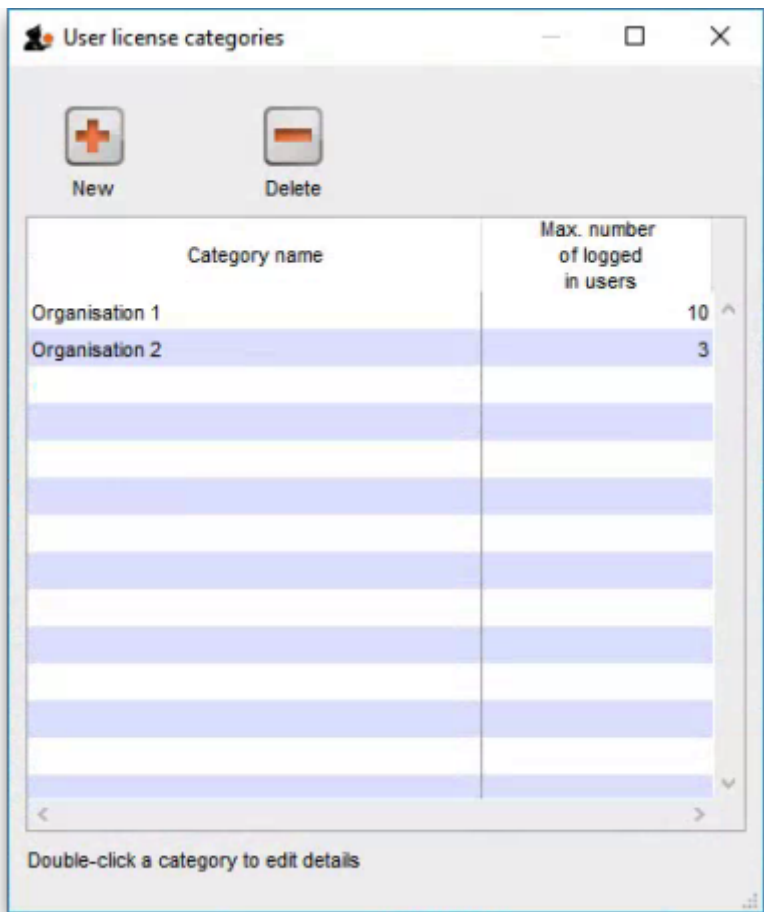 User license categories
New Delete
Category name Max. number
of logged
in users
Organisation 1 10
Organisation 2 3
Double-click a category to edit details